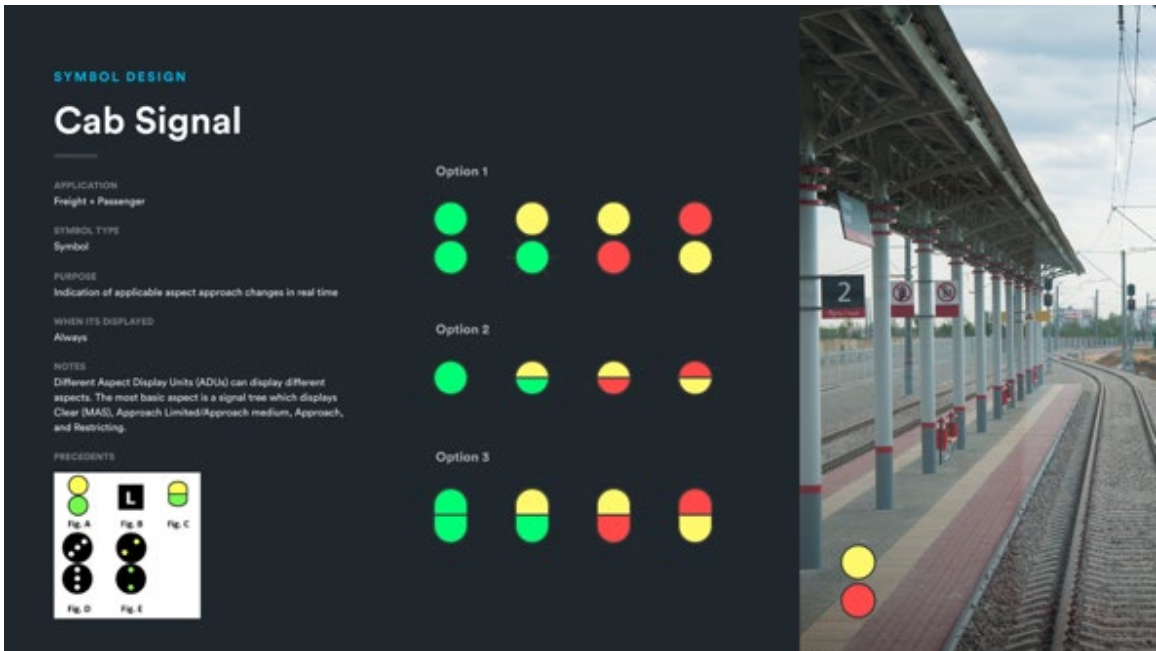 SYMBOL DESIGN
Cab Signal
APPLICATION
Freight + Passenger
SYMBOL TYPE
Symbol
PURPOSE
Indication of applicable aspect approach changes in real time
WHEN ITS DISPLAYED
Always
NOTES
Different Aspect Display Units (ADUs) can display different
aspects. The most basic aspect is a signal tree which displays
Clear (MAS), Approach Limited/Approach medium, Approach,
and Restricting.
PRECEDENTS
Fig. A
L
Fig. B
Fig. C
Fig. D
Fig. E
Option 1
Option 2
Option 3
2